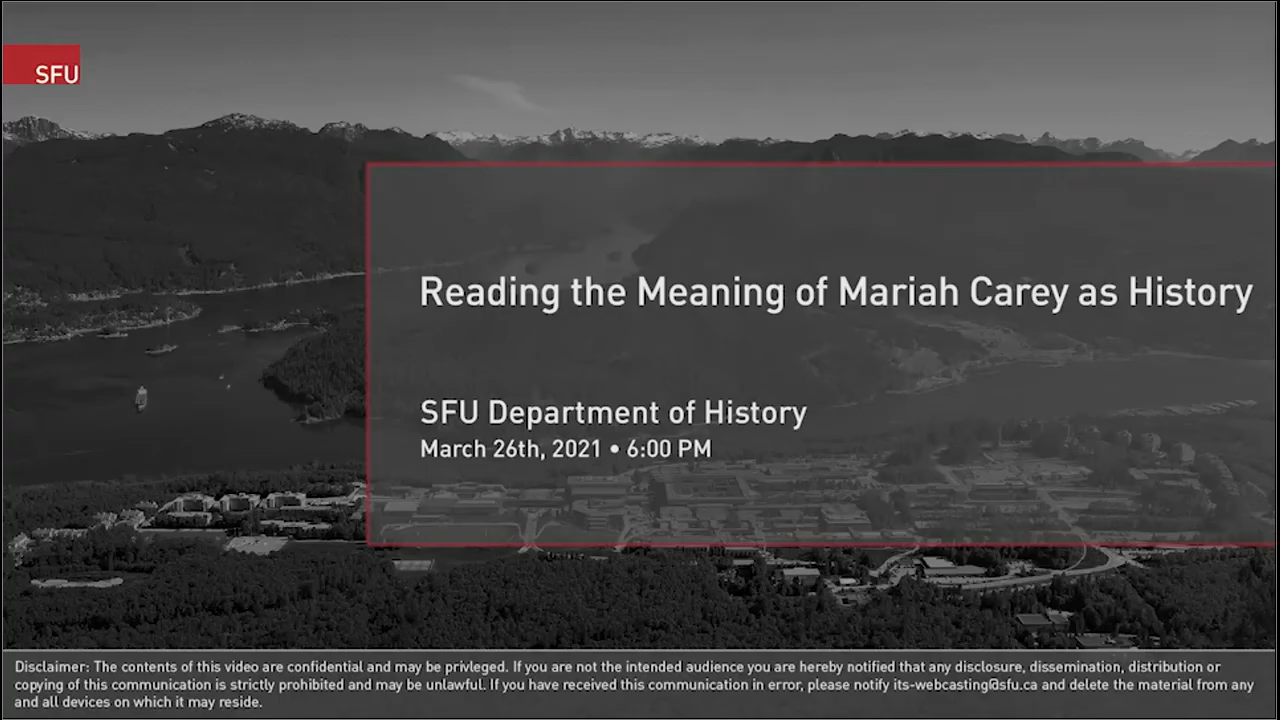 SFU
Reading the Meaning of Mariah Carey as History
SFU Department of History
March 26th, 2021 • 6:00 PM
Disclaimer: The contents of this video are confidential and may be privleged. If you are not the intended audience you are hereby notified that any disclosure, dissemination, distribution or
copying of this communication is strictly prohibited and may be unlawful. If you have received this communication in error, please notify its-webcasting@sfu.ca and delete the material from any
and all devices on which it may reside.